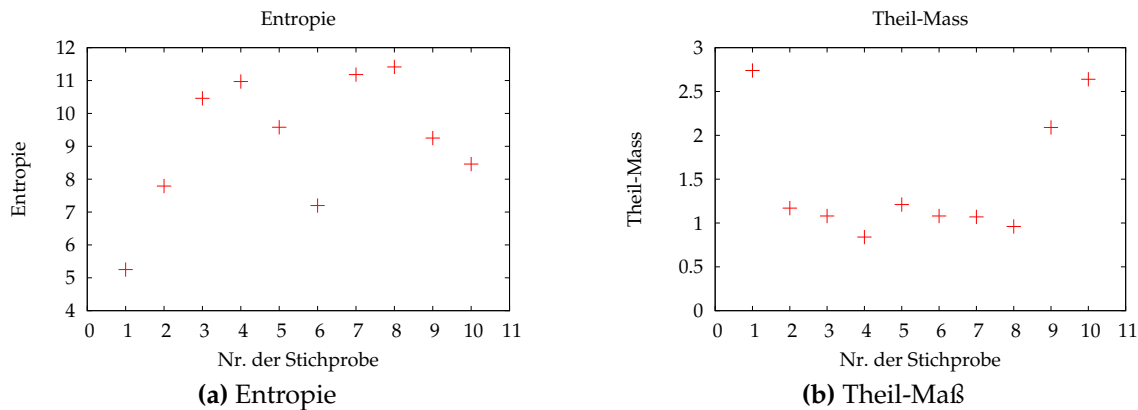 Entropie
12
11
10
9
8
7
6
5
4
Entropie
0 1 2 3 4 5 6 7 8 9 10 11
Nr. der Stichprobe
(a) Entropie
Theil-Mass
3
2.5
2
1.5
1
0.5
0
Theil-Mass
0 1 2 3 4 5 6 7 8 9 10 11
Nr. der Stichprobe
(b) Theil-Maß